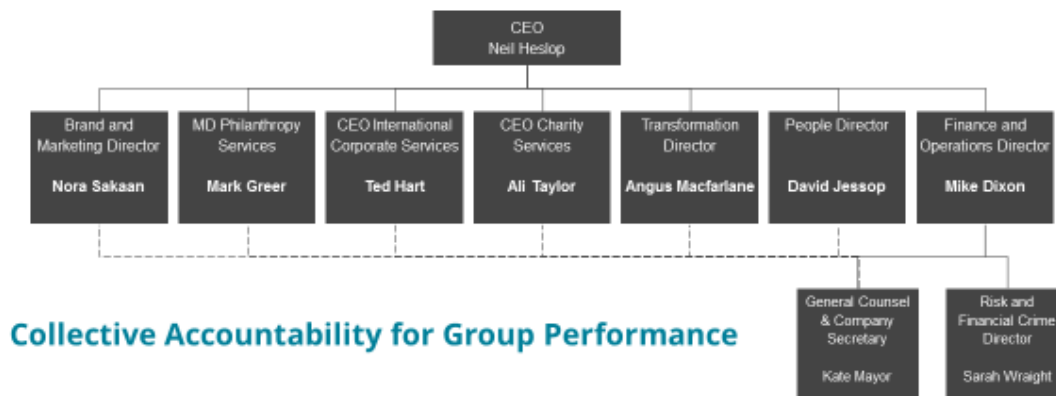 CEO
Neil Heslop
Brand and
Marketing Director
Nora Sakaan
MD Philanthropy
Services
Mark Greer
CEO International
Corporate Services
Ted Hart
CEO Charity
Services
Ali Taylor
Transformation
Director
Angus Macfarlane
People Director
David Jessop
Finance and
Operations Director
Mike Dixon
General Counsel
& Company
Secretary
Kate Mayor
Risk and
Financial Crime
Director
Sarah Wraight
Collective Accountability for Group Performance